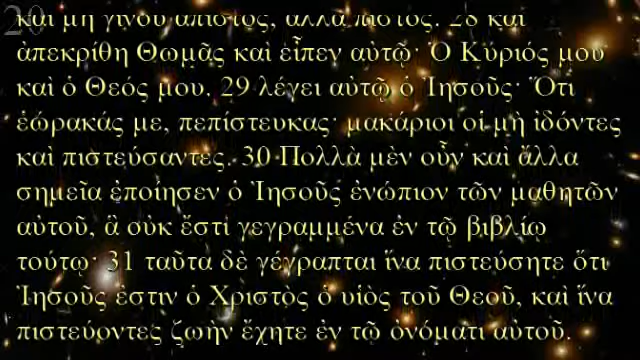 20
καὶ μὴ γίνου ἄπιστος, ἀλλὰ πιστός. 28 καὶ
ἀπεκρίθη Θωμᾶς καὶ εἶπεν αὐτῷ· Ὁ Κύριός μου
καὶ ὁ Θεός μου. 29 λέγει αὐτῷ ὁ Ἰησοῦς· Ὅτι
ἑώρακάς με, πεπίστευκας· μακάριοι οἱ μὴ ἰδόντες
καὶ πιστεύσαντες. 30 Πολλὰ μὲν οὖν καὶ ἄλλα
σημεῖα ἐποίησεν ὁ Ἰησοῦς ἐνώπιον τῶν μαθητῶν
αὐτοῦ, ἃ οὐκ ἔστι γεγραμμένα ἐν τῷ βιβλίῳ
τούτῳ· 31 ταῦτα δὲ γέγραπται ἵνα πιστεύσητε ὅτι
Ἰησοῦς ἐστιν ὁ Χριστὸς ὁ υἱὸς τοῦ Θεοῦ, καὶ ἵνα
πιστεύοντες ζωὴν ἔχητε ἐν τῷ ὀνόματι αὐτοῦ.